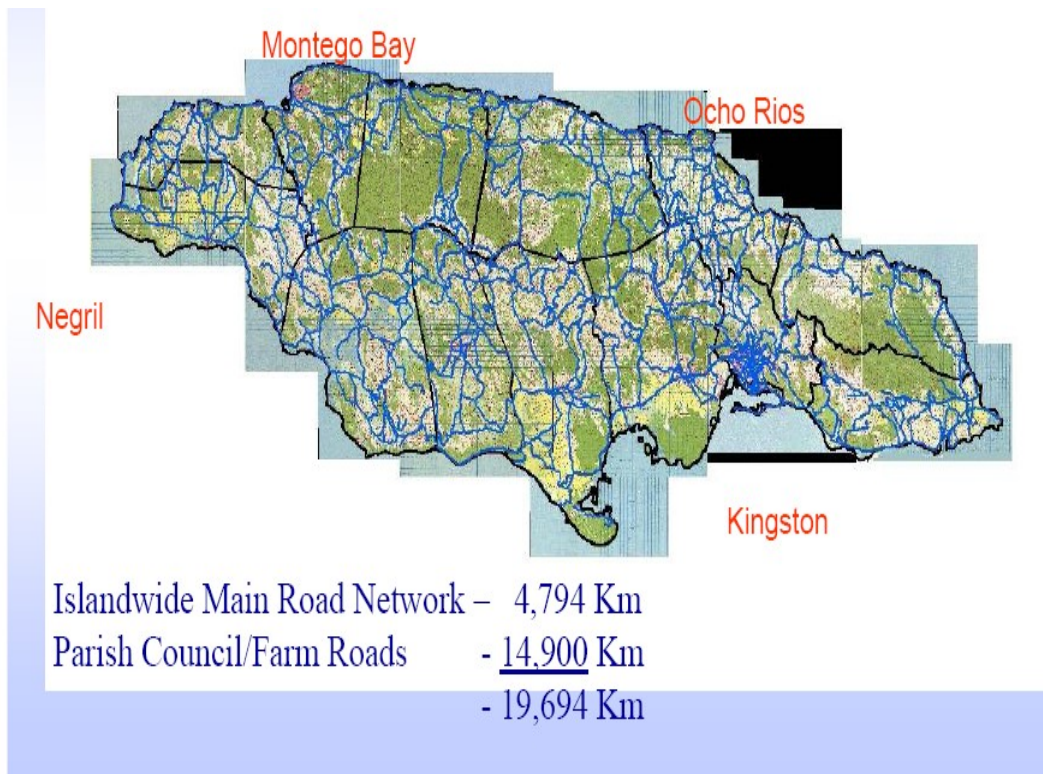 Montego Bay
Ocho Rios
Negril
Kingston
Islandwide Main Road Network – 4,794 Km
Parish Council/Farm Roads - 14,900 Km
- 19,694 Km